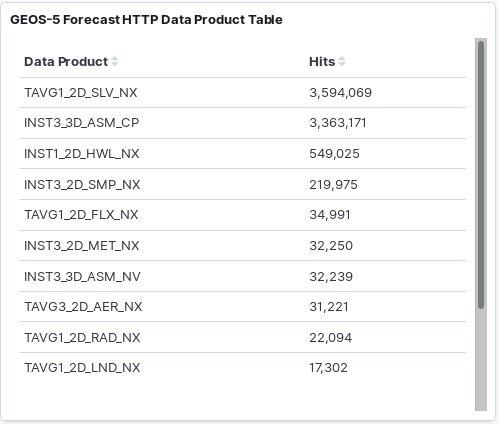 GEOS-5 Forecast HTTP Data Product Table
Data Product Hits
TAVG1_2D_SLV_NX 3,594,069
INST3_3D_ASM_CP 3,363,171
INST1_2D_HWL_NX 549,025
INST3_2D_SMP_NX 219,975
TAVG1_2D_FLX_NX 34,991
INST3_2D_MET_NX 32,250
INST3_3D_ASM_NV 32,239
TAVG3_2D_AER_NX 31,221
TAVG1_2D_RAD_NX 22,094
TAVG1_2D_LND_NX 17,302